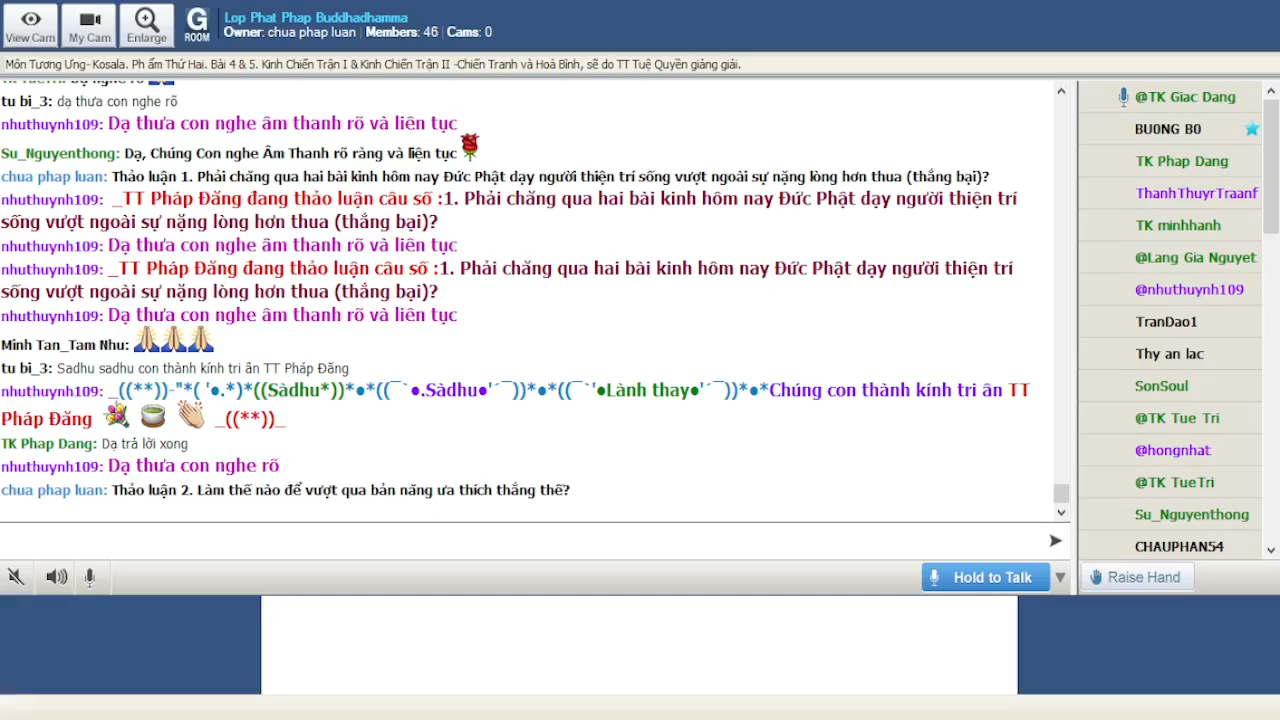 View Cam
My Cam
Enlarge
G
ROOM
Lop Phat Phap Buddhadhamma
Owner: chua phap luan | Members: 46 | Cams: 0
Môn Tương Ưng- Kosala. Ph ẩm Thứ Hai. Bài 4 & 5. Kinh Chiến Trận I & Kinh Chiến Trận II -Chiến Tranh và Hoà Bình, sẽ do TT Tuệ Quyền giảng giải.
tu bi_3: dạ thưa con nghe rõ
nhuthuynh109: Dạ thưa con nghe âm thanh rõ và liên tục
Su_Nguyenthong: Dạ, Chúng Con nghe Âm Thanh rõ ràng và liện tục
chua phap luan: Thảo luận 1. Phải chăng qua hai bài kinh hôm nay Đức Phật dạy người thiện trí sống vượt ngoài sự nặng lòng hơn thua (thắng bại)?
nhuthuynh109: _TT Pháp Đăng đang thảo luận câu số :1. Phải chăng qua hai bài kinh hôm nay Đức Phật dạy người thiện trí
sống vượt ngoài sự nặng lòng hơn thua (thắng bại)?
nhuthuynh109: Dạ thưa con nghe âm thanh rõ và liên tục
nhuthuynh109: _TT Pháp Đăng đang thảo luận câu số :1. Phải chăng qua hai bài kinh hôm nay Đức Phật dạy người thiện trí
sống vượt ngoài sự nặng lòng hơn thua (thắng bại)?
nhuthuynh109: Dạ thưa con nghe âm thanh rõ và liên tục
Minh Tan_Tam Nhu:
tu bi_3: Sadhu sadhu con thành kính tri ân TT Pháp Đăng
nhuthuynh109: _((**))-"*( '●.*)*((Sàdhu*))*●*((¯`●.Sàdhu●'´¯))*●*((¯`'●Lành thay●'´¯))*●*Chúng con thành kính tri ân TT
Pháp Đăng _((**))_
TK Phap Dang: Dạ trả lời xong
nhuthuynh109: Dạ thưa con nghe rõ
chua phap luan: Thảo luận 2. Làm thế nào để vượt qua bản năng ưa thích thắng thế?
Hold to Talk
@TK Giac Dang
BU0NG B0
TK Phap Dang
ThanhThuyrTraanf
TK minhhanh
@Lang Gia Nguyet
@nhuthuynh109
TranDao1
Thy an lac
SonSoul
@TK Tue Tri
@hongnhat
@TK TueTri
Su_Nguyenthong
CHAUPHAN54
Raise Hand